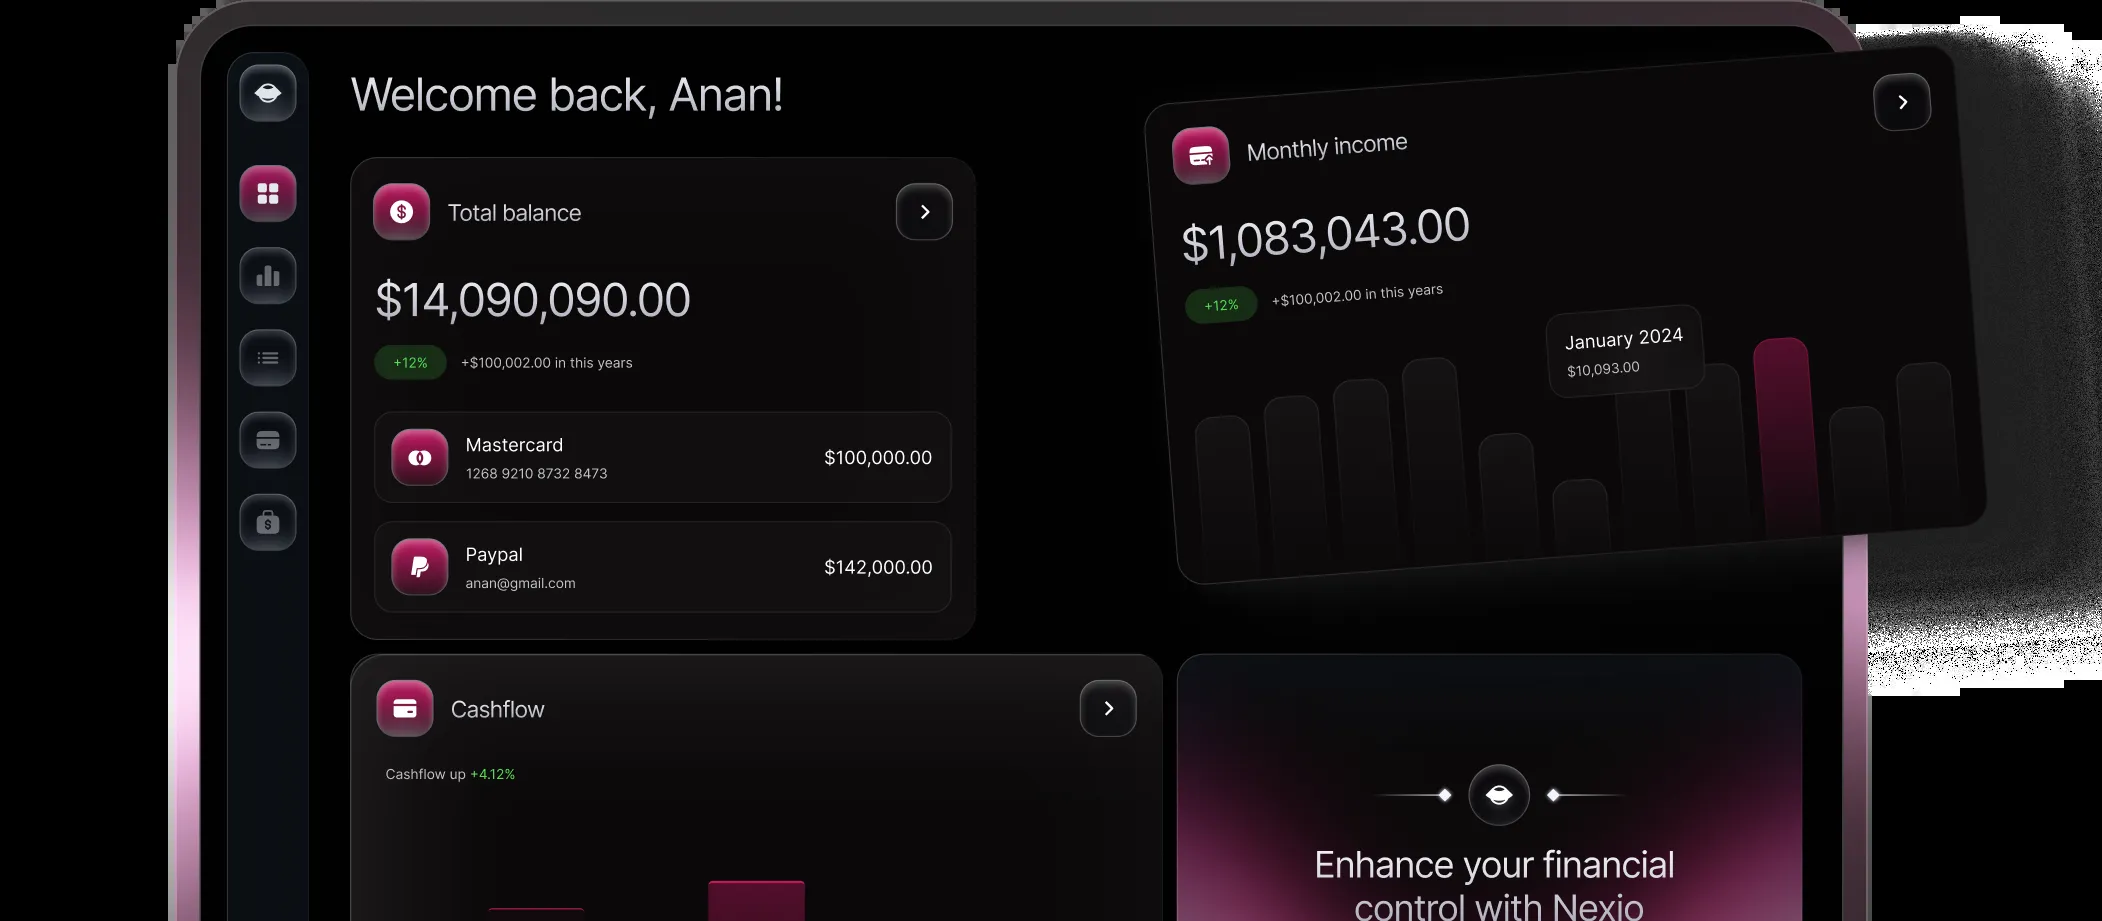 Welcome back, Anan!
Total balance
$14,090,090.00
+12% +$100,002.00 in this years
Mastercard
1268 9210 8732 8473
$100,000.00
Paypal
anan@gmail.com
$142,000.00
Monthly income
$1,083,043.00
+12% +$100,002.00 in this years
January 2024
$10,093.00
Cashflow
Cashflow up +4.12%
Enhance your financial
control with Nexio